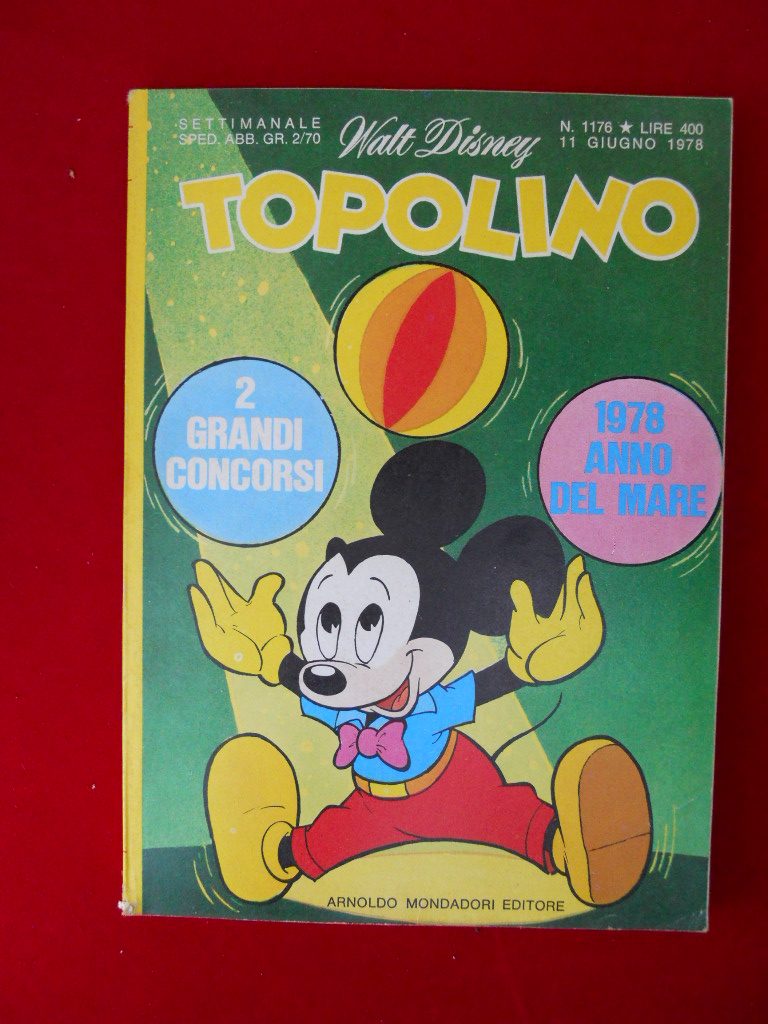 SETTIMANALE
SPED. ABB. GR. 2/70
Walt Disney
N. 1176 ★ LIRE 400
11 GIUGNO 1978
TOPOLINO
2
GRANDI
CONCORSI
1978
ANNO
DEL MARE
ARNOLDO MONDADORI EDITORE